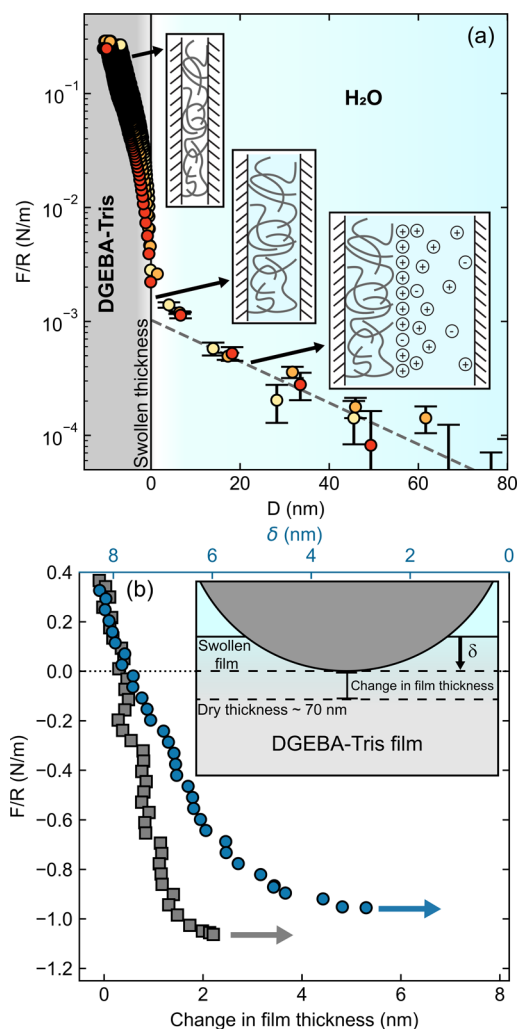 (a)
H₂O
DGEBA-Tris
Swollen thickness
F/R (N/m)
10⁻¹
10⁻²
10⁻³
10⁻⁴
0 20 40 60 80
D (nm)
δ (nm)
8 6 4 2 0
(b)
F/R (N/m)
0.4
0.2
0.0
−0.2
−0.4
−0.6
−0.8
−1.0
−1.2
Swollen
film
δ
Change in film thickness
Dry thickness ~ 70 nm
DGEBA-Tris film
0 2 4 6 8
Change in film thickness (nm)